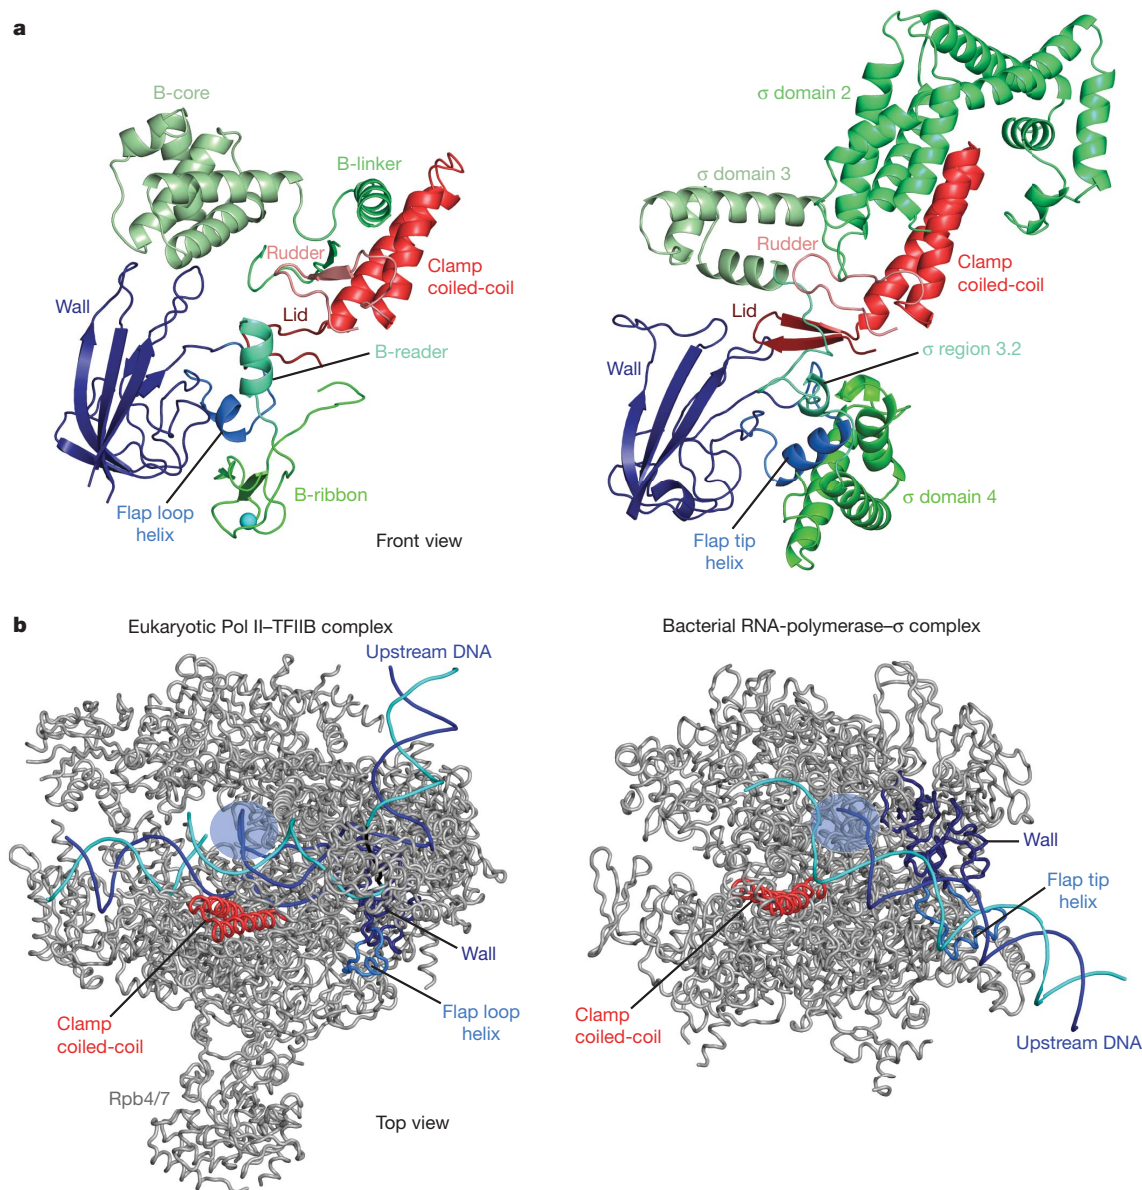 a
B-core
B-linker
Rudder
Clamp
coiled-coil
Wall
Lid
B-reader
B-ribbon
Flap loop
helix
Front view
σ domain 2
σ domain 3
Rudder
Clamp
coiled-coil
Lid
Wall
σ region 3.2
σ domain 4
Flap tip
helix
b
Eukaryotic Pol II–TFIIB complex
Upstream DNA
Wall
Flap loop
helix
Clamp
coiled-coil
Rpb4/7
Top view
Bacterial RNA-polymerase–σ complex
Wall
Flap tip
helix
Clamp
coiled-coil
Upstream DNA